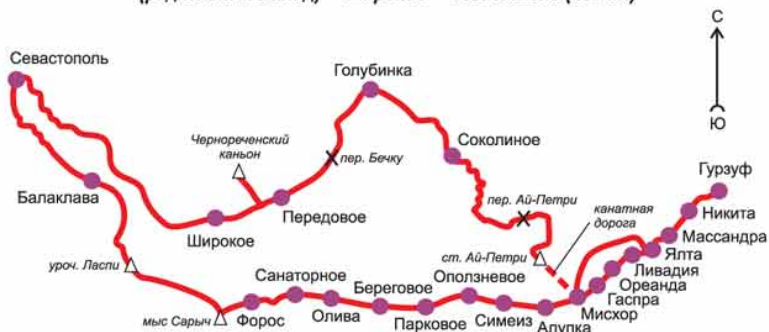 Севастополь
Голубинка
С
Ю
Чернореченский
каньон
пер. Бечку
Соколиное
Гурзуф
Балаклава
Передовое
Широкое
пер. Ай-Петри
канатная
дорога
Никита
Массандра
уроч. Ласпи
ст. Ай-Петри
Ялта
Ливадия
Ореанда
Гаспра
Мисхор
Санаторное
Береговое
Оползневое
мыс Сарыч
Форос
Олива
Парковое
Симеиз
Алупка